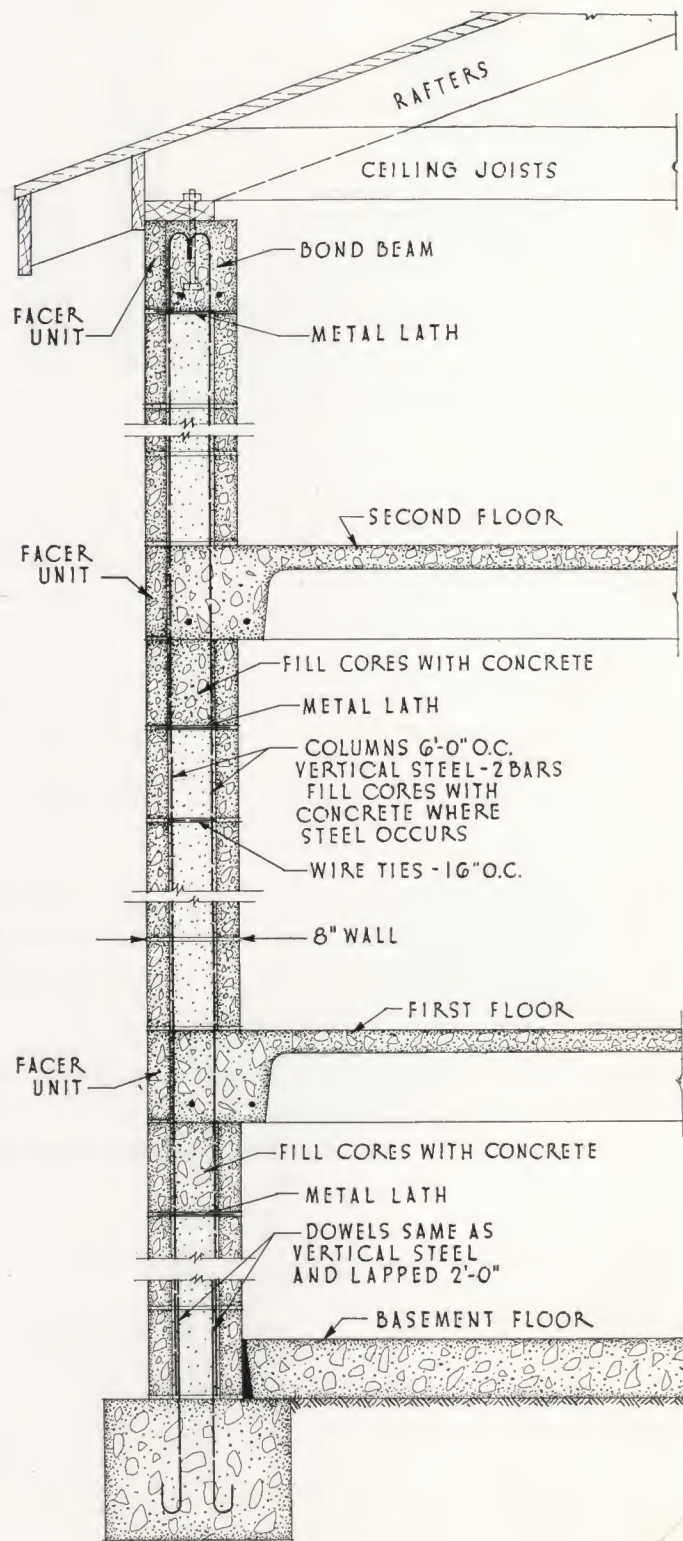 RAFTERS
CEILING JOISTS
BOND BEAM
FACER
UNIT
METAL LATH
SECOND FLOOR
FACER
UNIT
FILL CORES WITH CONCRETE
METAL LATH
COLUMNS 6'-0" O.C.
VERTICAL STEEL-2 BARS
FILL CORES WITH
CONCRETE WHERE
STEEL OCCURS
WIRE TIES - 16" O.C.
8" WALL
FIRST FLOOR
FACER
UNIT
FILL CORES WITH CONCRETE
METAL LATH
DOWELS SAME AS
VERTICAL STEEL
AND LAPPED 2'-0"
BASEMENT FLOOR